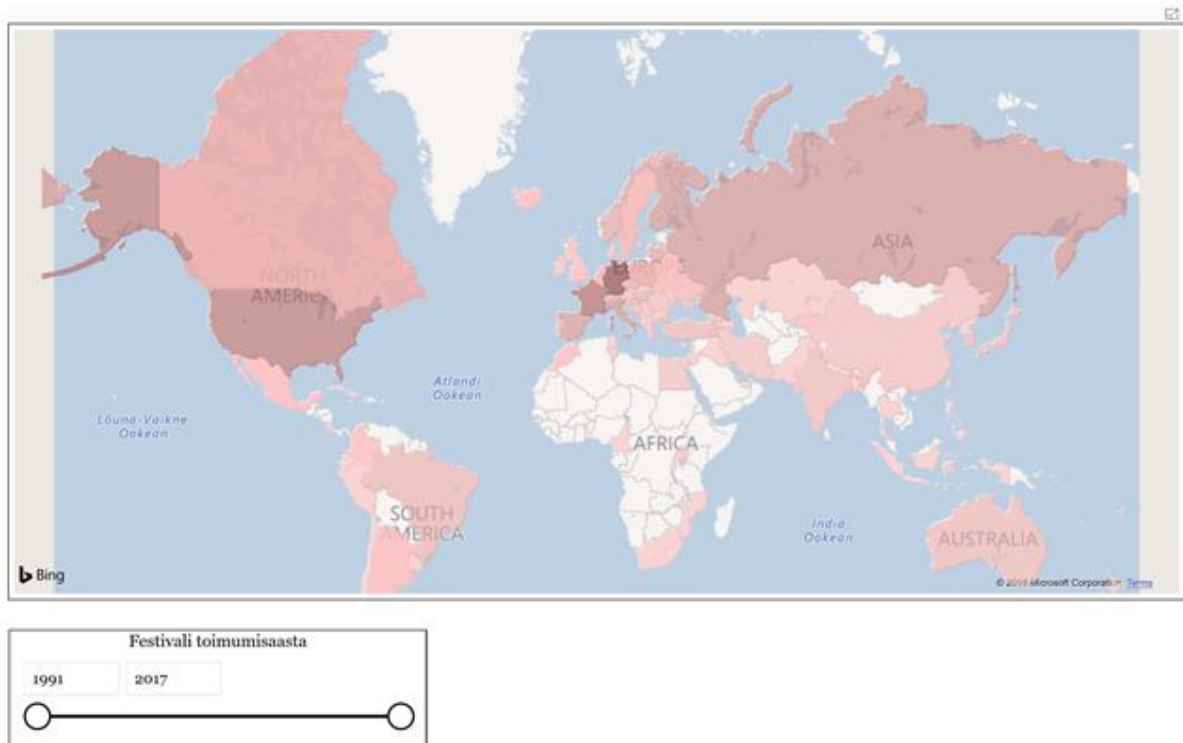 NORTH
AMERICA
EUROPE
ASIA
Atlandi
Ookean
Lõuna-Vaikne
Ookean
AFRICA
SOUTH
AMERICA
India
Ookean
AUSTRALIA
Bing
Microsoft Corporation Terms
Festivali toimumisaasta
1991 2017